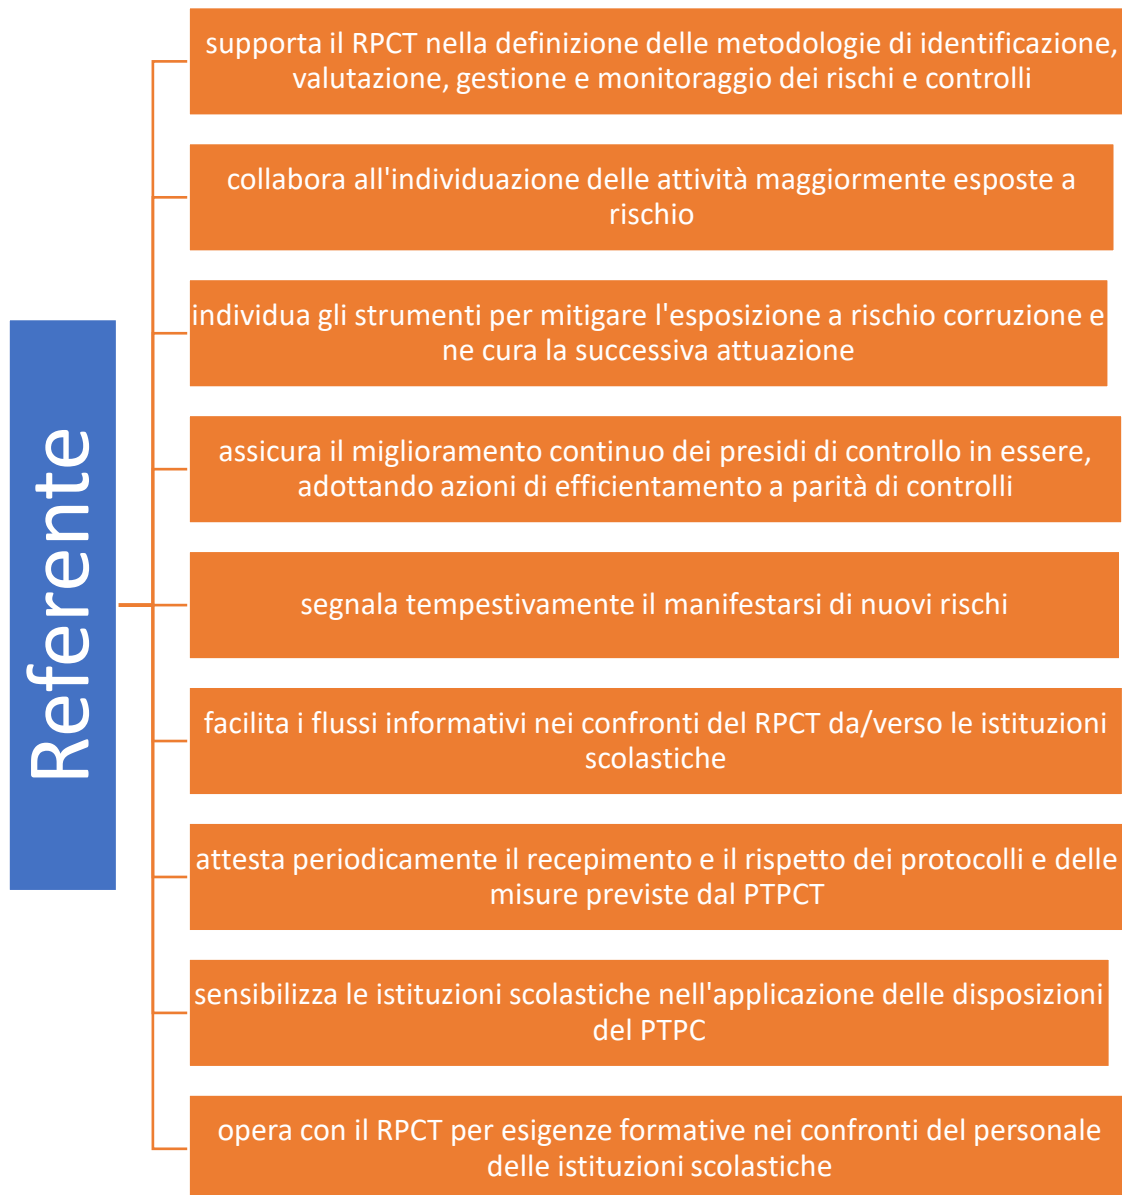 Referente
supporta il RPCT nella definizione delle metodologie di identificazione,
valutazione, gestione e monitoraggio dei rischi e controlli
collabora all'individuazione delle attività maggiormente esposte a
rischio
individua gli strumenti per mitigare l'esposizione a rischio corruzione e
ne cura la successiva attuazione
assicura il miglioramento continuo dei presidi di controllo in essere,
adottando azioni di efficientamento a parità di controlli
segnala tempestivamente il manifestarsi di nuovi rischi
facilita i flussi informativi nei confronti del RPCT da/verso le istituzioni
scolastiche
attesta periodicamente il recepimento e il rispetto dei protocolli e delle
misure previste dal PTPCT
sensibilizza le istituzioni scolastiche nell'applicazione delle disposizioni
del PTPC
opera con il RPCT per esigenze formative nei confronti del personale
delle istituzioni scolastiche